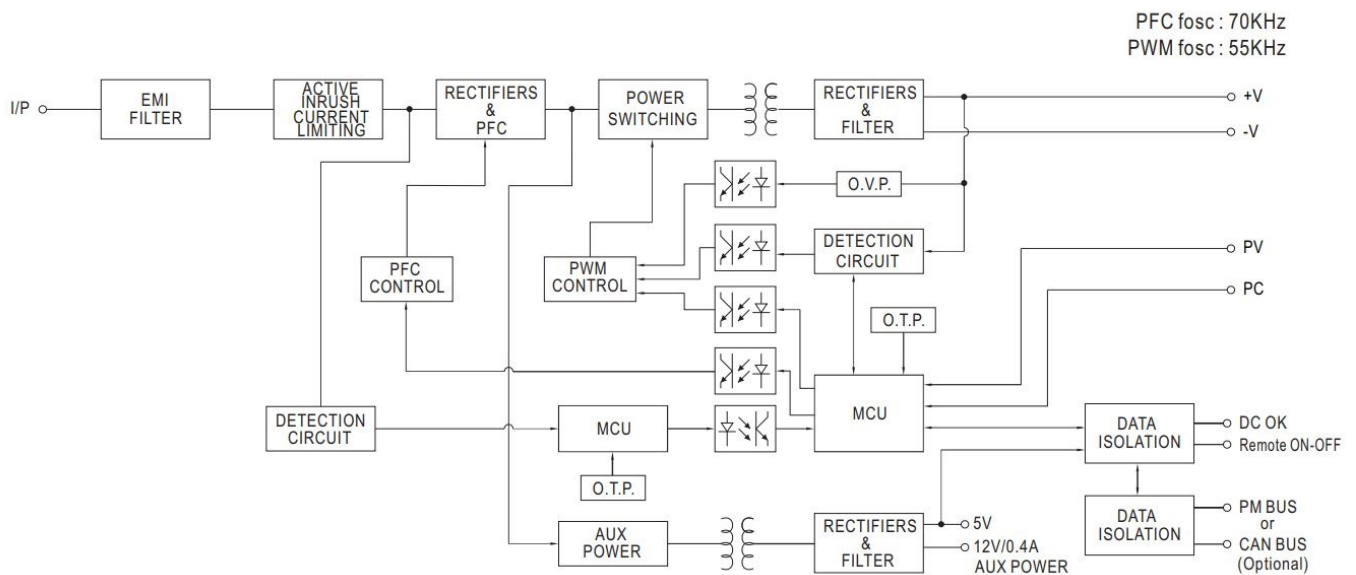 PFC fosc : 70KHz
PWM fosc : 55KHz
I/P
EMI
FILTER
ACTIVE
INRUSH
CURRENT
LIMITING
RECTIFIERS
&
PFC
POWER
SWITCHING
RECTIFIERS
&
FILTER
+V
-V
O.V.P.
DETECTION
CIRCUIT
PFC
CONTROL
PWM
CONTROL
PV
PC
O.T.P.
MCU
DETECTION
CIRCUIT
MCU
O.T.P.
DATA
ISOLATION
DC OK
Remote ON-OFF
AUX
POWER
RECTIFIERS
&
FILTER
5V
12V/0.4A
AUX POWER
DATA
ISOLATION
PM BUS
or
CAN BUS
(Optional)